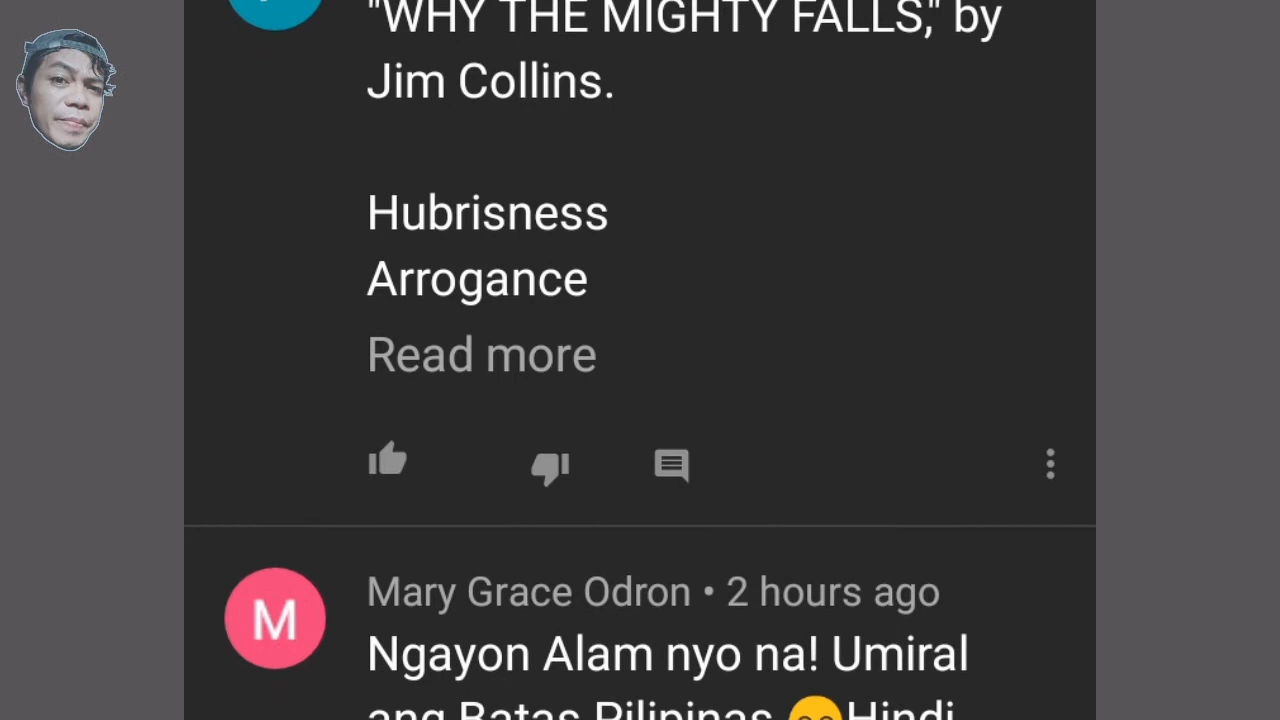 "WHY THE MIGHTY FALLS," by
Jim Collins.
Hubrisness
Arrogance
Read more
M
Mary Grace Odron • 2 hours ago
Ngayon Alam nyo na! Umiral
ang Batas Pilipinas 😊Hindi